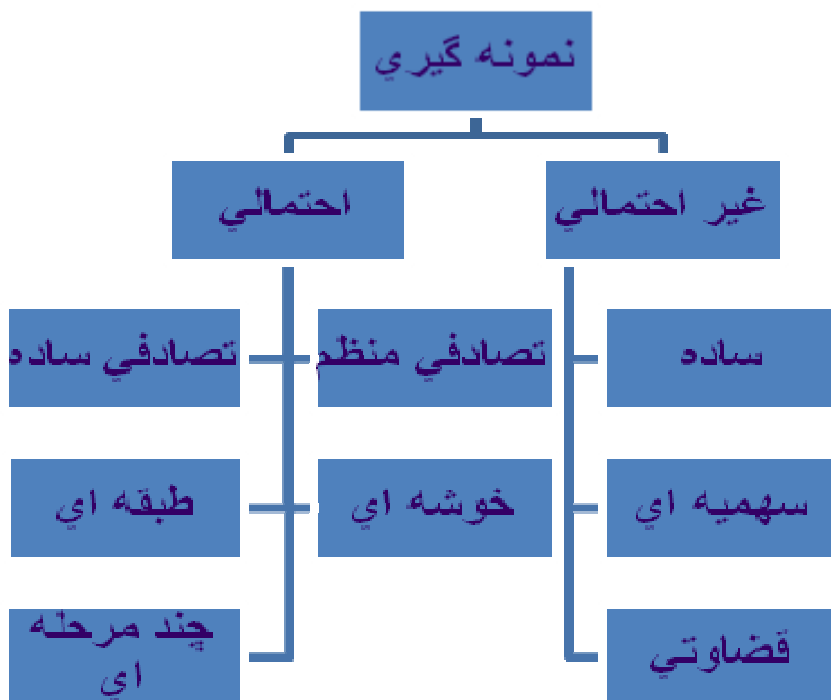 نمونه گيري
غير احتمالي
احتمالي
ساده
تصادفي منظم
تصادفي ساده
سهميه اي
خوشه اي
طبقه اي
قضاوتي
چند مرحله
اي